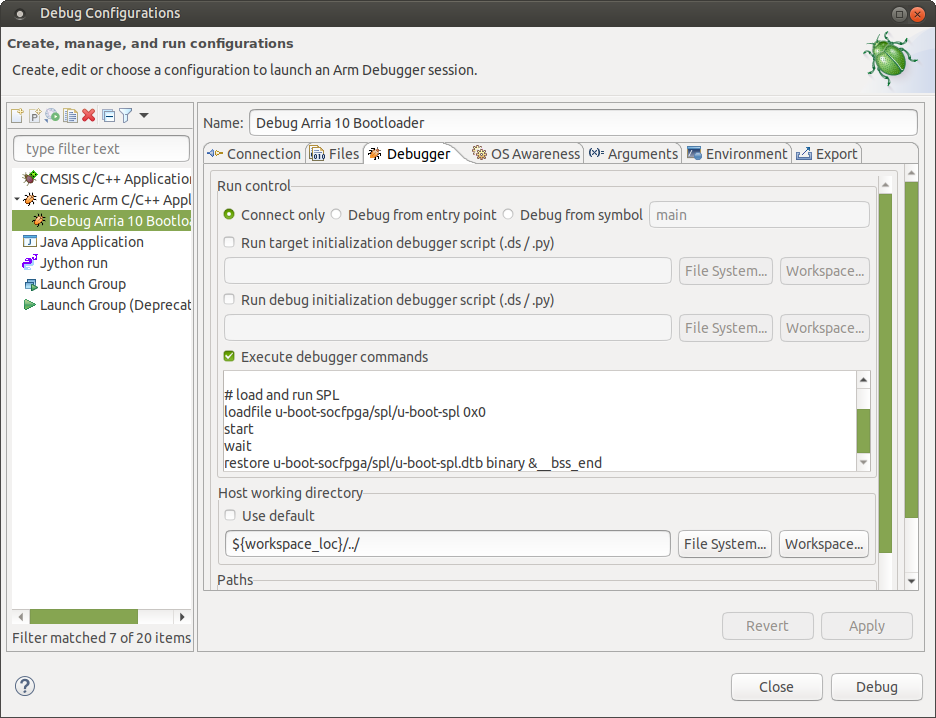 Debug Configurations
Create, manage, and run configurations
Create, edit or choose a configuration to launch an Arm Debugger session.
type filter text
CMSIS C/C++ Application
Generic Arm C/C++ Appl
Debug Arria 10 Bootloa
Java Application
Jython run
Launch Group
Launch Group (Deprecat
Filter matched 7 of 20 items
Name: Debug Arria 10 Bootloader
Connection Files Debugger OS Awareness Arguments Environment Export
Run control
Connect only Debug from entry point Debug from symbol main
Run target initialization debugger script (.ds / .py)
File System... Workspace...
Run debug initialization debugger script (.ds / .py)
File System... Workspace...
Execute debugger commands
# load and run SPL
loadfile u-boot-socfpga/spl/u-boot-spl 0x0
start
wait
restore u-boot-socfpga/spl/u-boot-spl.dtb binary &__bss_end
Host working directory
Use default
${workspace_loc}/../ File System... Workspace...
Paths
Revert Apply
Close Debug